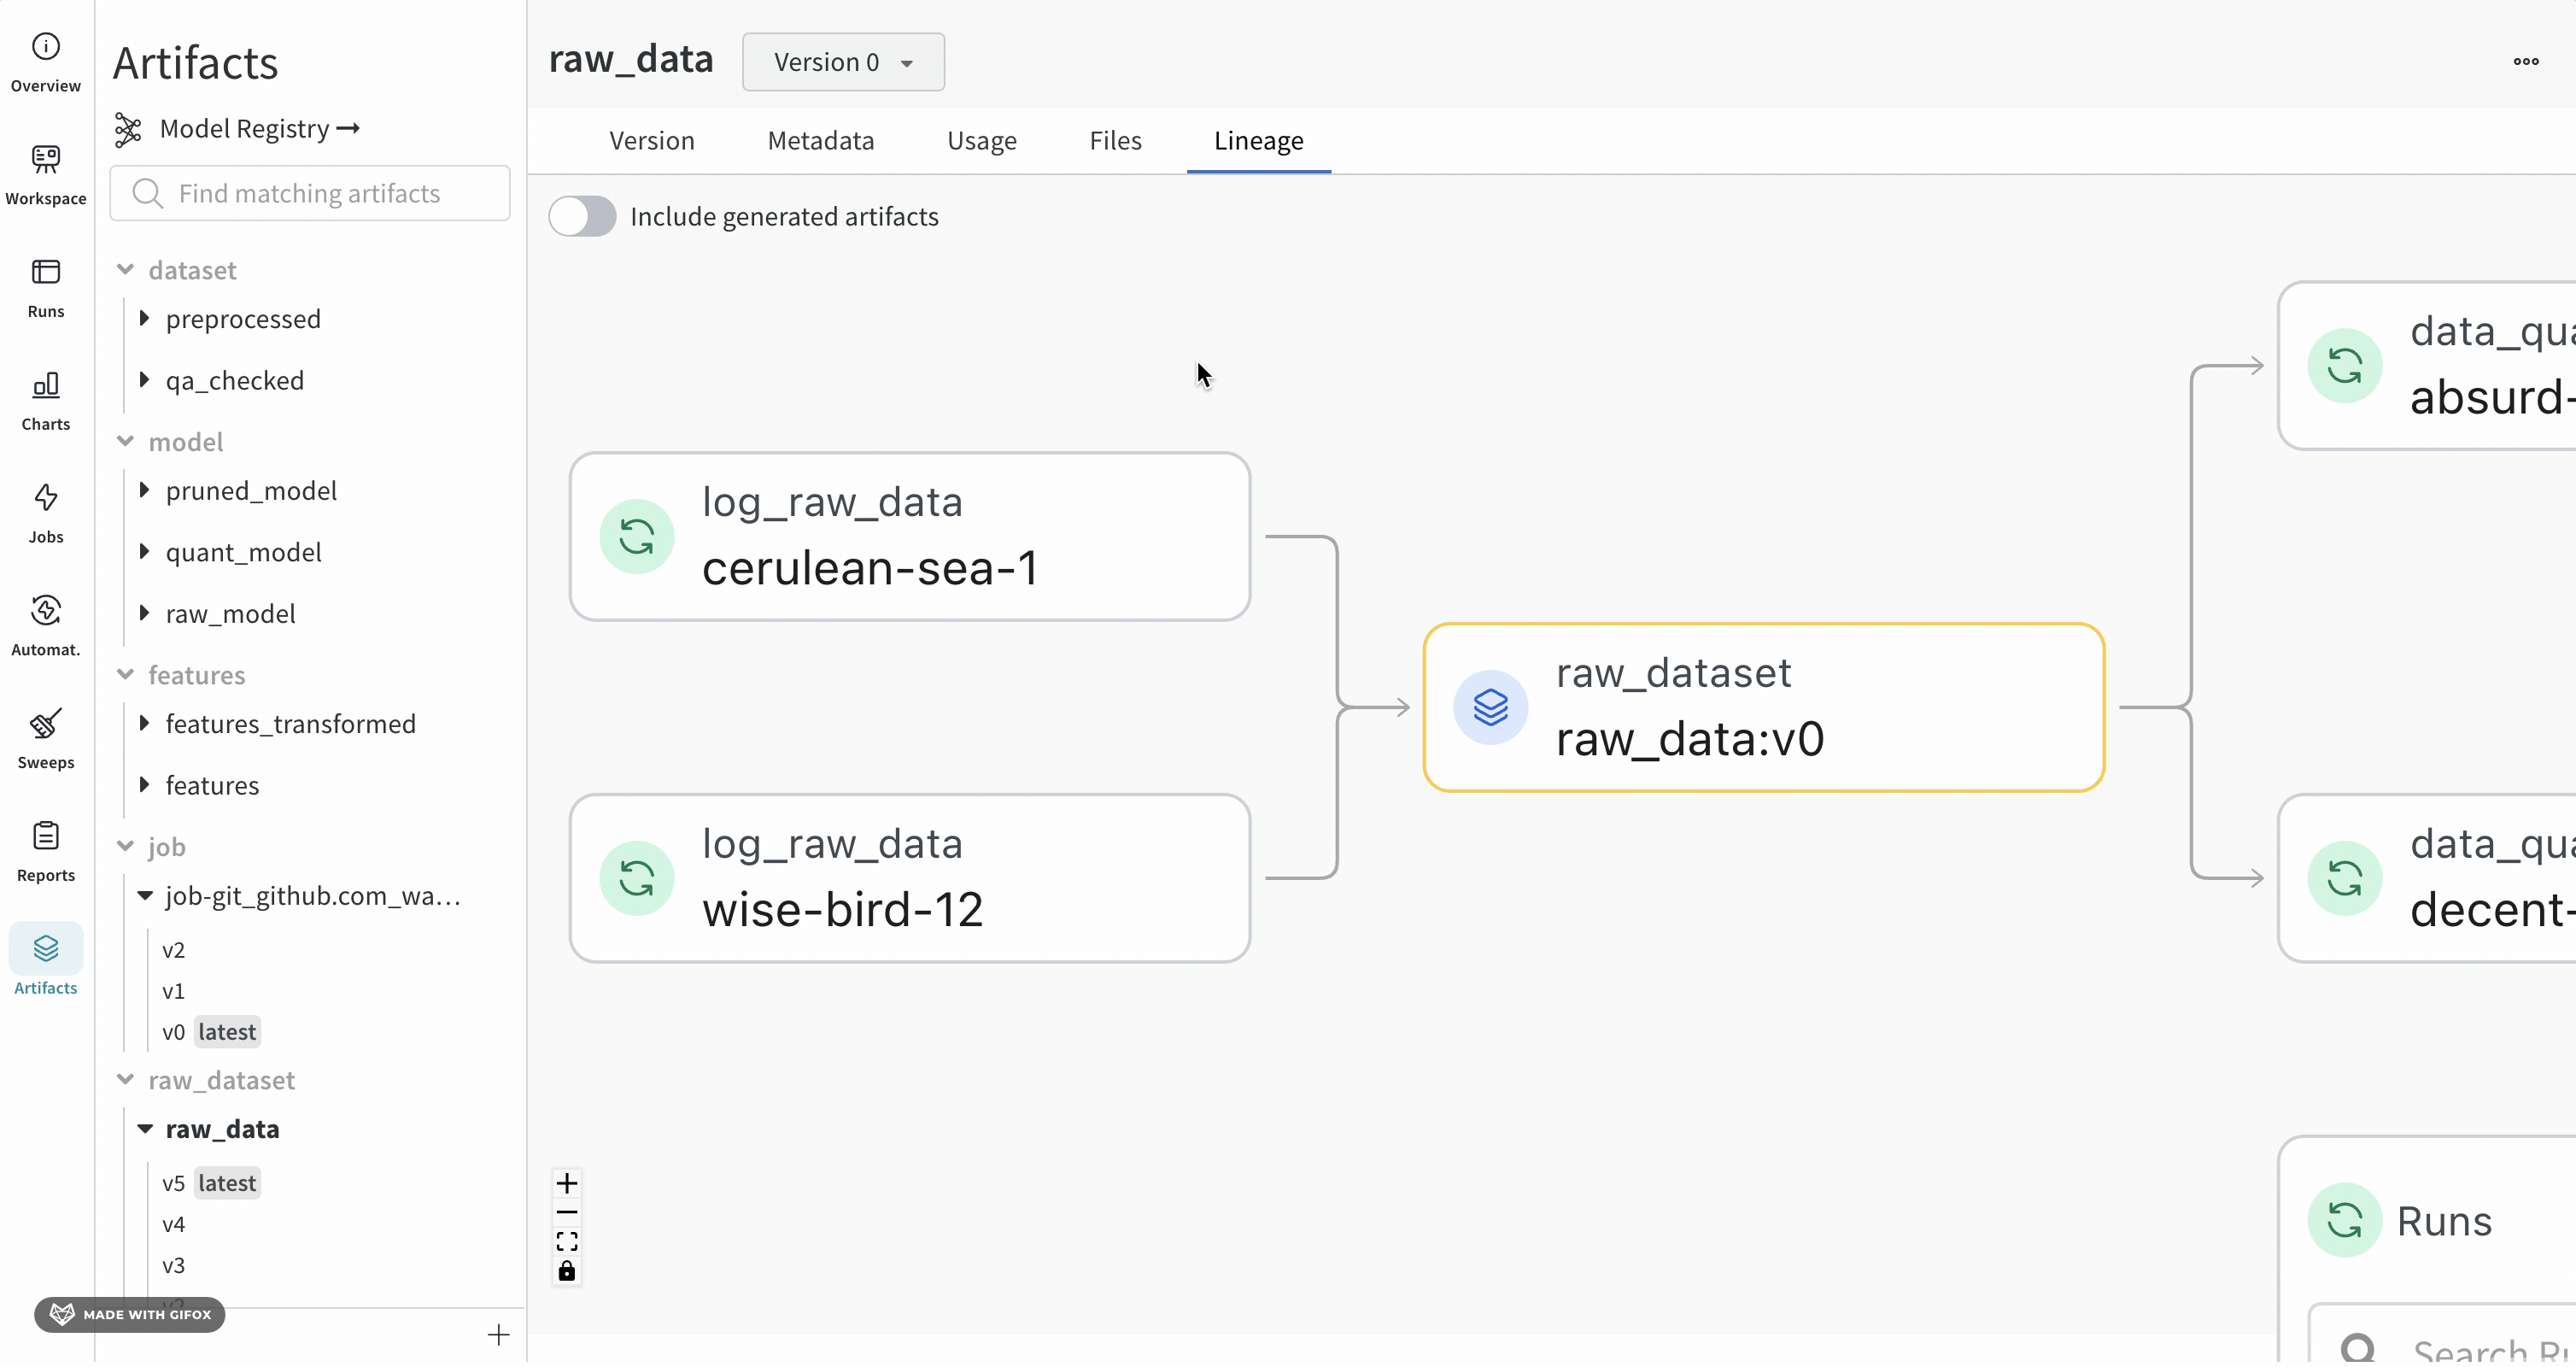 Overview
Workspace
Runs
Charts
Jobs
Automat.
Sweeps
Reports
Artifacts
Artifacts
Model Registry
Find matching artifacts
dataset
preprocessed
qa_checked
model
pruned_model
quant_model
raw_model
features
features_transformed
features
job
job-git_github.com_wa...
v2
v1
v0 latest
raw_dataset
raw_data
v5 latest
v4
v3
MADE WITH GIFOX
raw_data
Version 0
Version Metadata Usage Files Lineage
Include generated artifacts
log_raw_data
cerulean-sea-1
log_raw_data
wise-bird-12
raw_dataset
raw_data:v0
data_qua
absurd-
data_qua
decent-
Runs
Search Ru